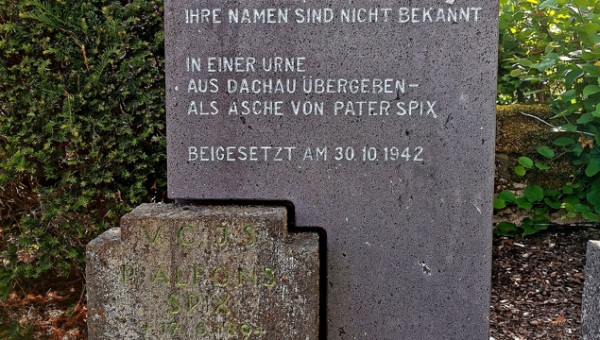 IHRE NAMEN SIND NICHT BEKANNT
IN EINER URNE
AUS DACHAU ÜBERGEBEN—
ALS ASCHE VON PATER SPIX
BEIGESETZT AM 30.10.1942
P. ALFONS
SPIX